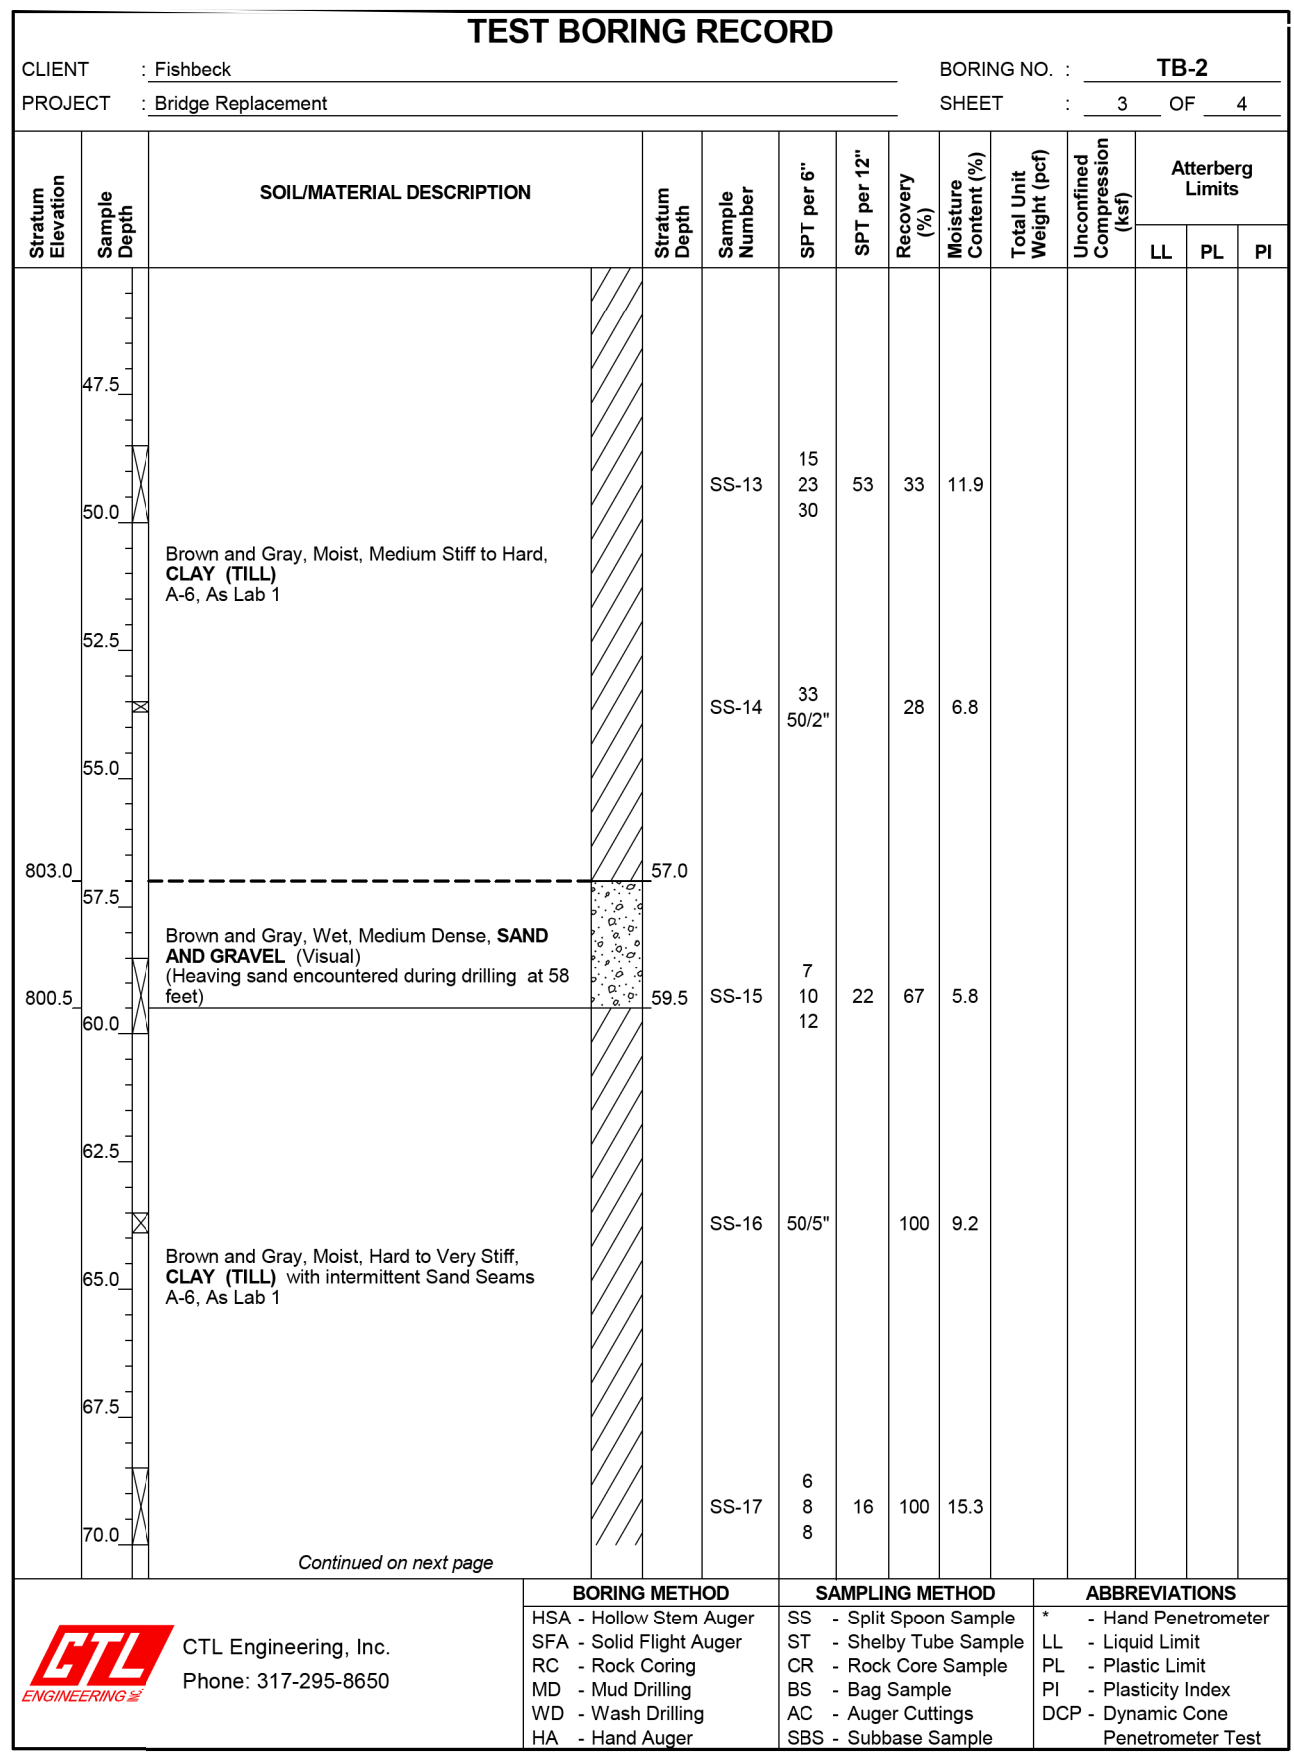 TEST BORING RECORD
CLIENT : Fishbeck BORING NO. : TB-2
PROJECT : Bridge Replacement SHEET : 3 OF 4
Stratum Elevation
Sample Depth
SOIL/MATERIAL DESCRIPTION
Stratum Depth
Sample Number
SPT per 6"
SPT per 12"
Recovery (%)
Moisture Content (%)
Total Unit Weight (pcf)
Unconfined Compression (ksf)
Atterberg Limits
LL PL PI
47.5
15
SS-13 23 53 33 11.9
30
50.0
Brown and Gray, Moist, Medium Stiff to Hard,
CLAY (TILL)
A-6, As Lab 1
52.5
33
SS-14 28 6.8
50/2"
55.0
803.0 57.0
57.5
Brown and Gray, Wet, Medium Dense, SAND
AND GRAVEL (Visual)
(Heaving sand encountered during drilling at 58
feet)
7
800.5 59.5 SS-15 10 22 67 5.8
12
60.0
62.5
SS-16 50/5" 100 9.2
Brown and Gray, Moist, Hard to Very Stiff,
CLAY (TILL) with intermittent Sand Seams
A-6, As Lab 1
65.0
67.5
6
SS-17 8 16 100 15.3
8
70.0
Continued on next page
CTL
ENGINEERING INC.
CTL Engineering, Inc.
Phone: 317-295-8650
BORING METHOD
HSA - Hollow Stem Auger
SFA - Solid Flight Auger
RC - Rock Coring
MD - Mud Drilling
WD - Wash Drilling
HA - Hand Auger
SAMPLING METHOD
SS - Split Spoon Sample
ST - Shelby Tube Sample
CR - Rock Core Sample
BS - Bag Sample
AC - Auger Cuttings
SBS - Subbase Sample
ABBREVIATIONS
* - Hand Penetrometer
LL - Liquid Limit
PL - Plastic Limit
PI - Plasticity Index
DCP - Dynamic Cone
Penetrometer Test